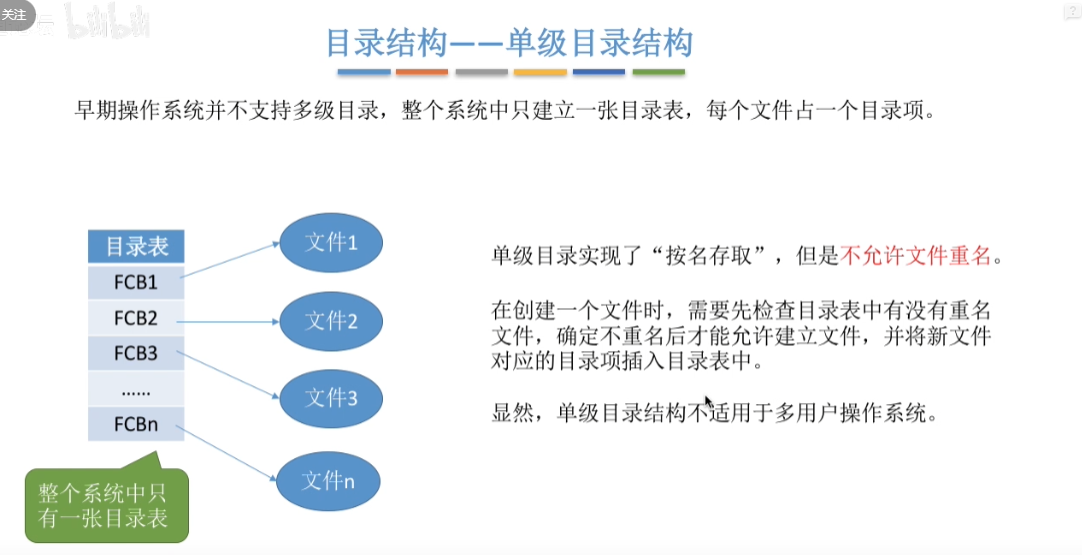 关注
bilibili
目录结构——单级目录结构
早期操作系统并不支持多级目录，整个系统中只建立一张目录表，每个文件占一个目录项。
目录表
FCB1
FCB2
FCB3
……
FCBn
文件1
文件2
文件3
文件n
整个系统中只
有一张目录表
单级目录实现了“按名存取”，但是不允许文件重名。
在创建一个文件时，需要先检查目录表中有没有重名
文件，确定不重名后才能允许建立文件，并将新文件
对应的目录项插入目录表中。
显然，单级目录结构不适用于多用户操作系统。